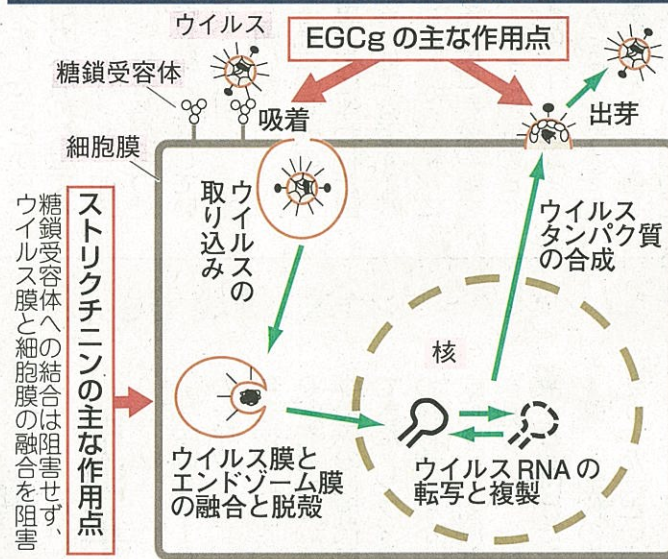 ウイルス
EGCgの主な作用点
糖鎖受容体
吸着
出芽
細胞膜
ウイルスの
取り込み
ウイルス
タンパク質
の合成
ストリクチニンの主な作用点
糖鎖受容体への結合は阻害せず、
ウイルス膜と細胞膜の融合を阻害
核
ウイルス膜と
エンドゾーム膜
の融合と脱殻
ウイルスRNAの
転写と複製